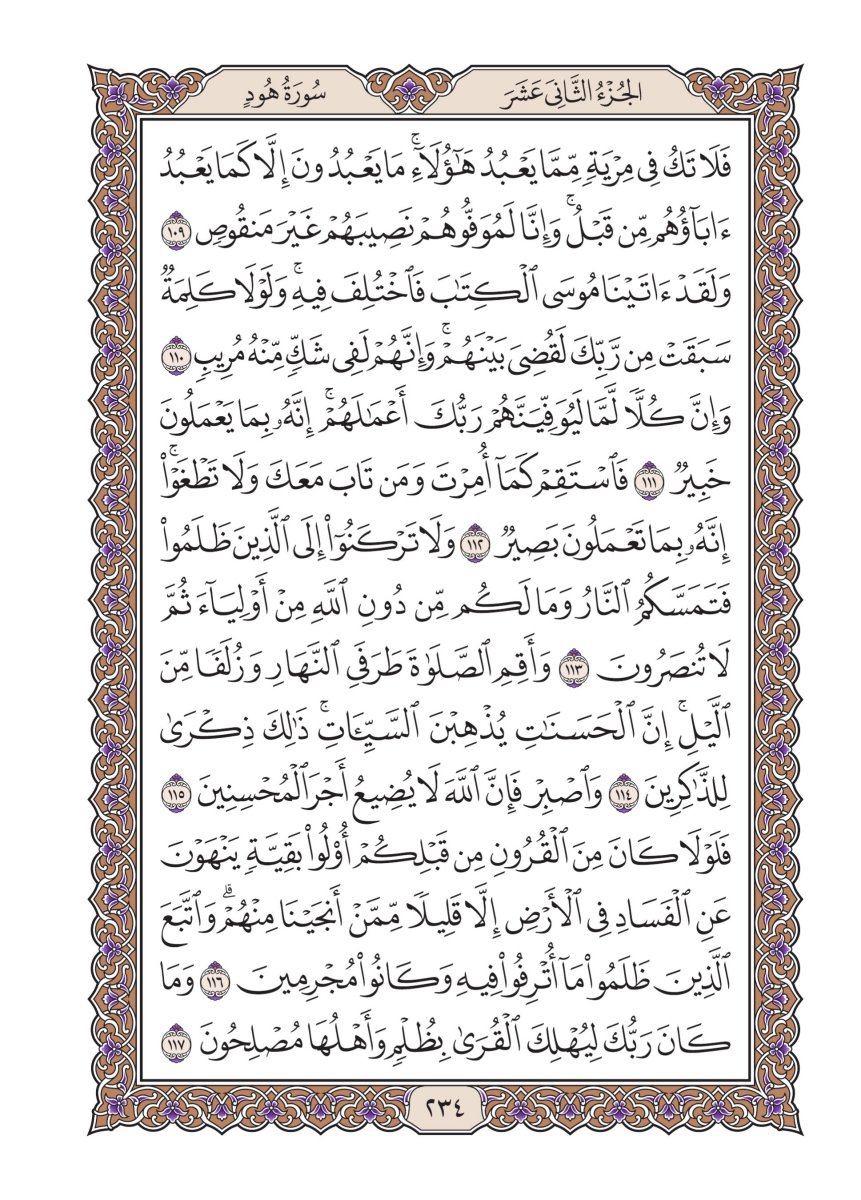 الجُزْءُ الثَّانِيَ عَشَرَ
سُورَةُ هُودٍ
فَلَا تَكُ فِي مِرْيَةٖ مِّمَّا يَعْبُدُ هَٰٓؤُلَآءِۚ مَا يَعْبُدُونَ إِلَّا كَمَا يَعْبُدُ
ءَابَآؤُهُم مِّن قَبْلُۚ وَإِنَّا لَمُوَفُّوهُمْ نَصِيبَهُمْ غَيْرَ مَنقُوصٖ ١٠٩
وَلَقَدْ ءَاتَيْنَا مُوسَى ٱلْكِتَٰبَ فَٱخْتُلِفَ فِيهِۚ وَلَوْلَا كَلِمَةٞ
سَبَقَتْ مِن رَّبِّكَ لَقُضِيَ بَيْنَهُمْۚ وَإِنَّهُمْ لَفِي شَكّٖ مِّنْهُ مُرِيبٖ ١١٠
وَإِنَّ كُلّٗا لَّمَّا لَيُوَفِّيَنَّهُمْ رَبُّكَ أَعْمَٰلَهُمْۚ إِنَّهُۥ بِمَا يَعْمَلُونَ
خَبِيرٞ ١١١ فَٱسْتَقِمْ كَمَآ أُمِرْتَ وَمَن تَابَ مَعَكَ وَلَا تَطْغَوْا۟ۚ
إِنَّهُۥ بِمَا تَعْمَلُونَ بَصِيرٞ ١١٢ وَلَا تَرْكَنُوٓا۟ إِلَى ٱلَّذِينَ ظَلَمُوا۟
فَتَمَسَّكُمُ ٱلنَّارُ وَمَا لَكُم مِّن دُونِ ٱللَّهِ مِنْ أَوْلِيَآءَ ثُمَّ
لَا تُنصَرُونَ ١١٣ وَأَقِمِ ٱلصَّلَوٰةَ طَرَفَيِ ٱلنَّهَارِ وَزُلَفٗا مِّنَ
ٱلَّيْلِۚ إِنَّ ٱلْحَسَنَٰتِ يُذْهِبْنَ ٱلسَّيِّـَٔاتِۚ ذَٰلِكَ ذِكْرَىٰ
لِلذَّٰكِرِينَ ١١٤ وَٱصْبِرْ فَإِنَّ ٱللَّهَ لَا يُضِيعُ أَجْرَ ٱلْمُحْسِنِينَ ١١٥
فَلَوْلَا كَانَ مِنَ ٱلْقُرُونِ مِن قَبْلِكُمْ أُو۟لُوا۟ بَقِيَّةٖ يَنْهَوْنَ
عَنِ ٱلْفَسَادِ فِي ٱلْأَرْضِ إِلَّا قَلِيلٗا مِّمَّنْ أَنجَيْنَا مِنْهُمْۗ وَٱتَّبَعَ
ٱلَّذِينَ ظَلَمُوا۟ مَآ أُتْرِفُوا۟ فِيهِ وَكَانُوا۟ مُجْرِمِينَ ١١٦ وَمَا
كَانَ رَبُّكَ لِيُهْلِكَ ٱلْقُرَىٰ بِظُلْمٖ وَأَهْلُهَا مُصْلِحُونَ ١١٧
٢٣٤